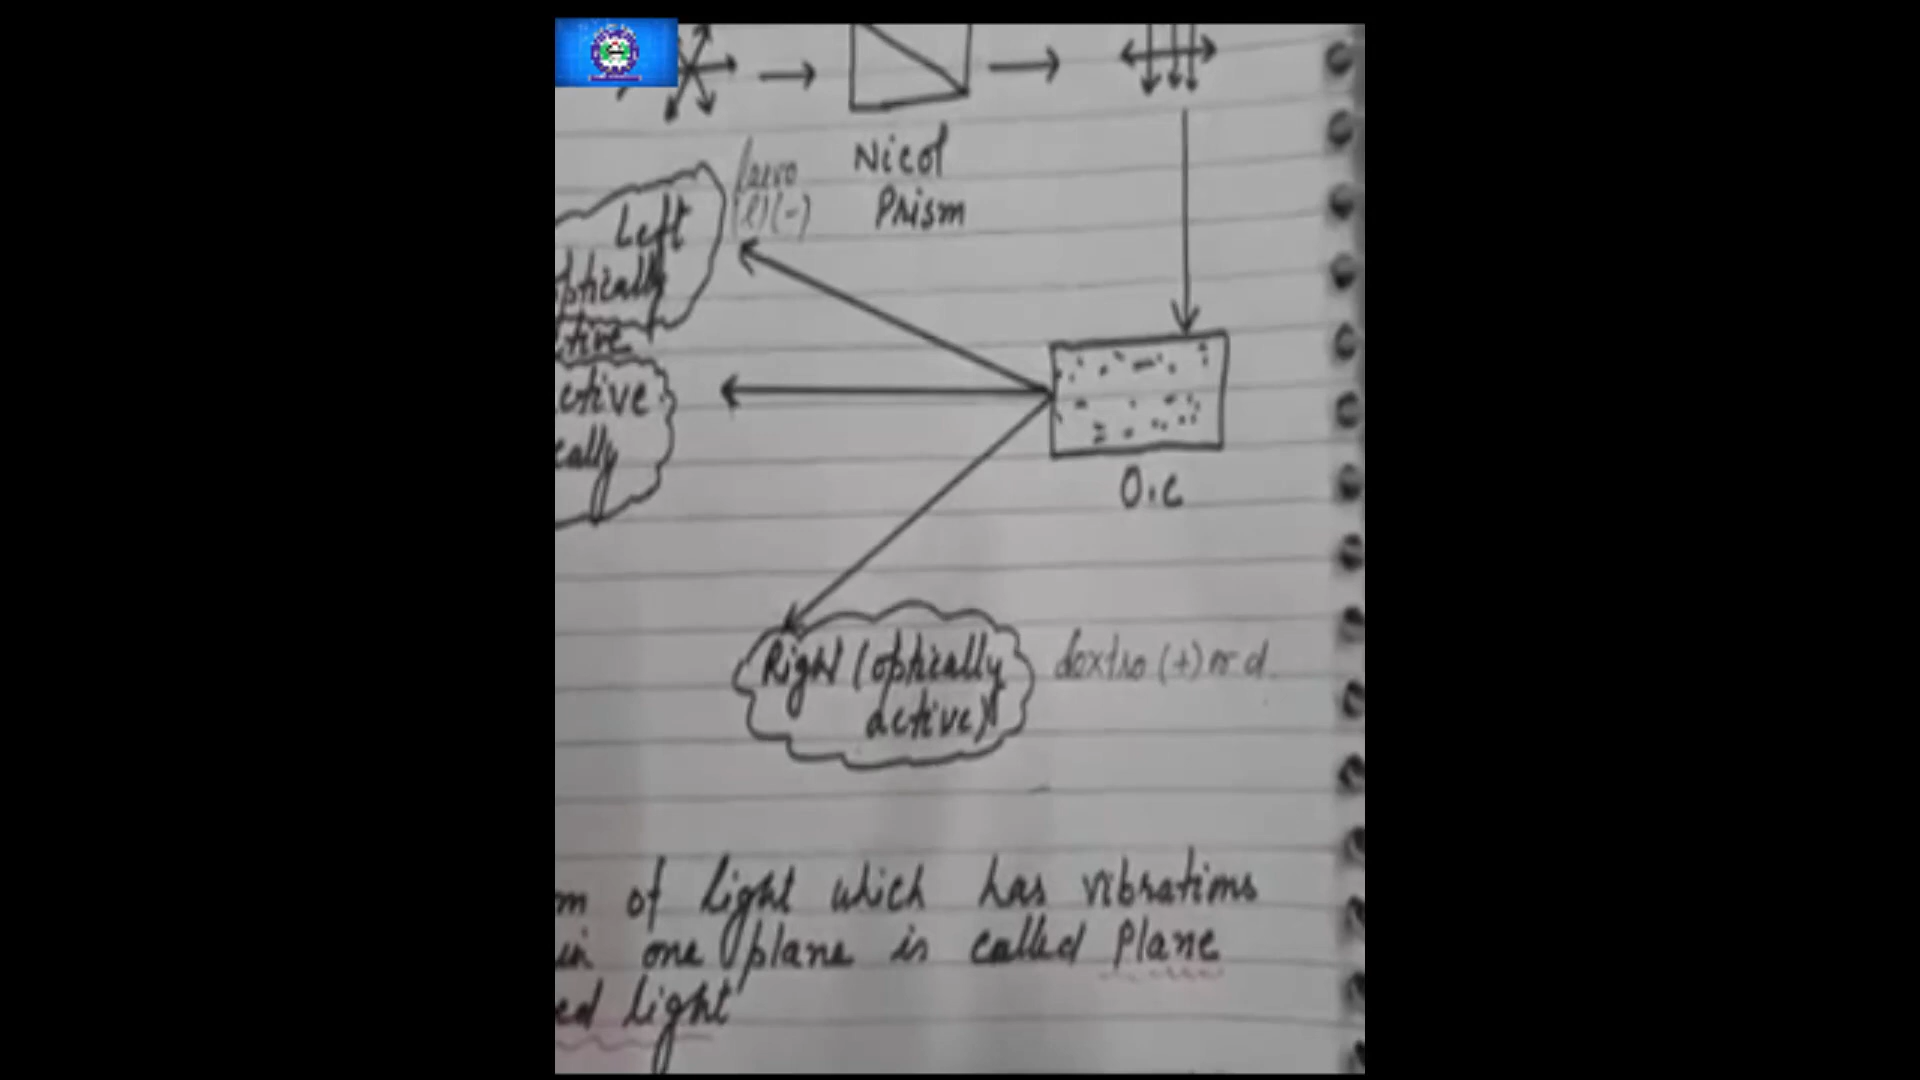 Nicol
Prism
laevo
(l) (-)
Left
optically
ctive
ctive
cally
O.C
Right (optically
active)
dextro (+) or d.
m of light which has vibrations
in one plane is called Plane
ed light